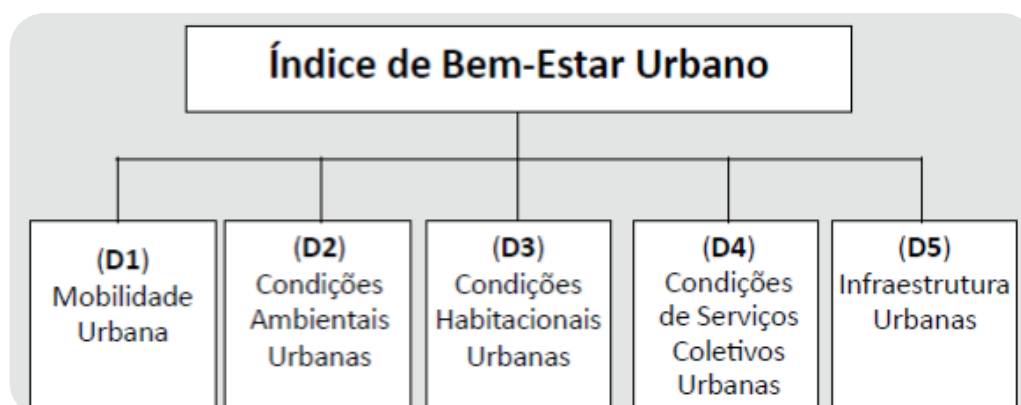 Índice de Bem-Estar Urbano
(D1)
Mobilidade
Urbana
(D2)
Condições
Ambientais
Urbanas
(D3)
Condições
Habitacionais
Urbanas
(D4)
Condições
de Serviços
Coletivos
Urbanas
(D5)
Infraestrutura
Urbanas